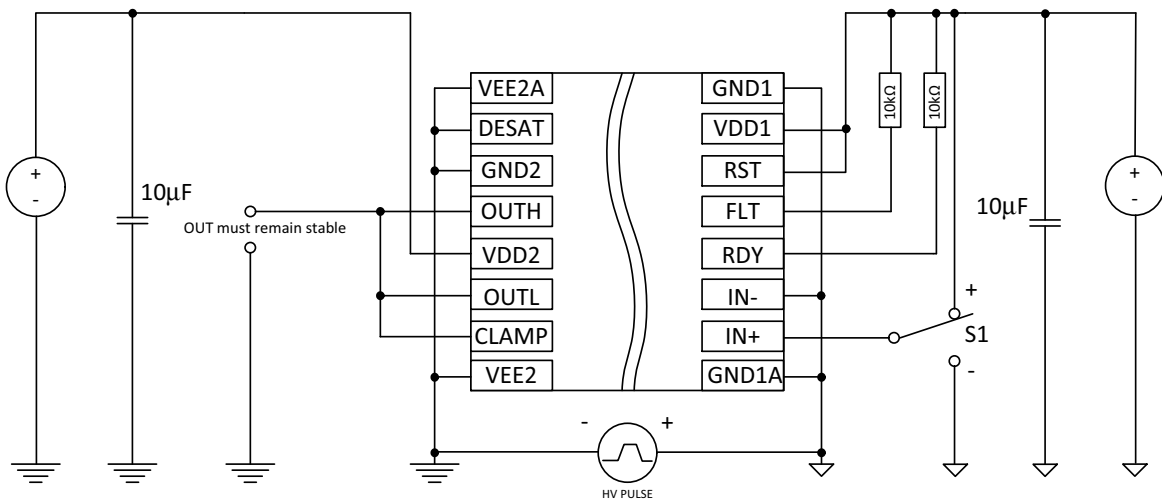 VEE2A
DESAT
GND2
OUTH
VDD2
OUTL
CLAMP
VEE2
GND1
VDD1
RST
FLT
RDY
IN-
IN+
GND1A
+
-
10µF
OUT must remain stable
10kΩ
10kΩ
10µF
+
-
+
S1
-
-
+
HV PULSE